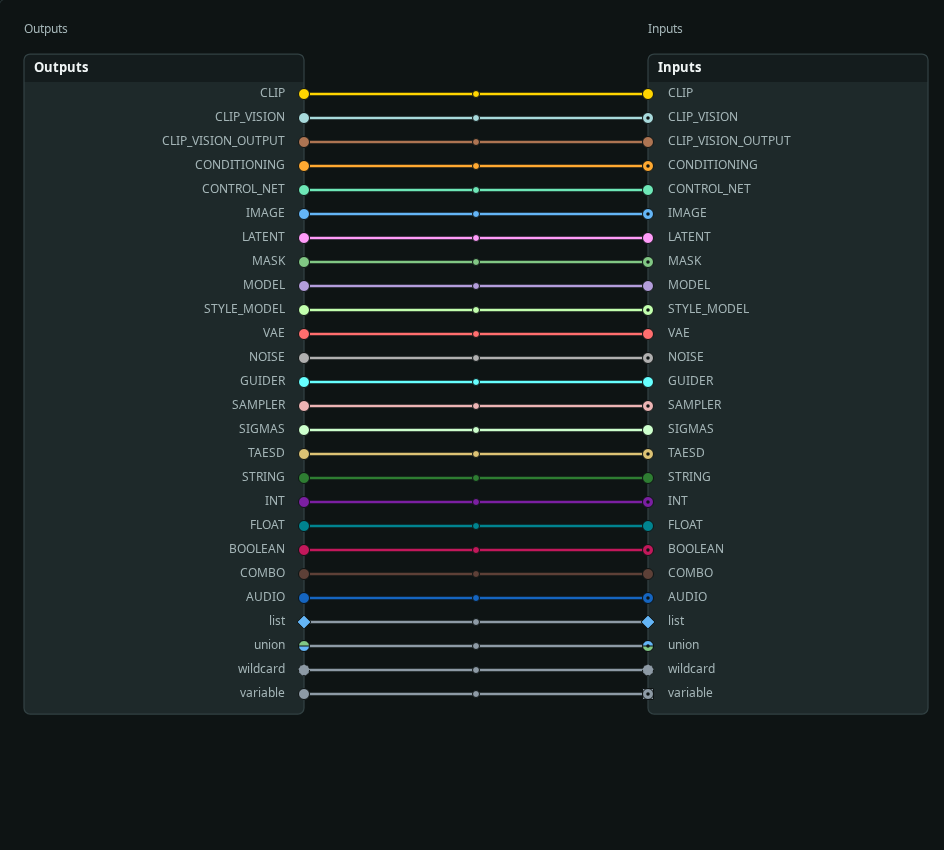 Outputs
Inputs
Outputs
Inputs
CLIP CLIP
CLIP_VISION CLIP_VISION
CLIP_VISION_OUTPUT CLIP_VISION_OUTPUT
CONDITIONING CONDITIONING
CONTROL_NET CONTROL_NET
IMAGE IMAGE
LATENT LATENT
MASK MASK
MODEL MODEL
STYLE_MODEL STYLE_MODEL
VAE VAE
NOISE NOISE
GUIDER GUIDER
SAMPLER SAMPLER
SIGMAS SIGMAS
TAESD TAESD
STRING STRING
INT INT
FLOAT FLOAT
BOOLEAN BOOLEAN
COMBO COMBO
AUDIO AUDIO
list list
union union
wildcard wildcard
variable variable